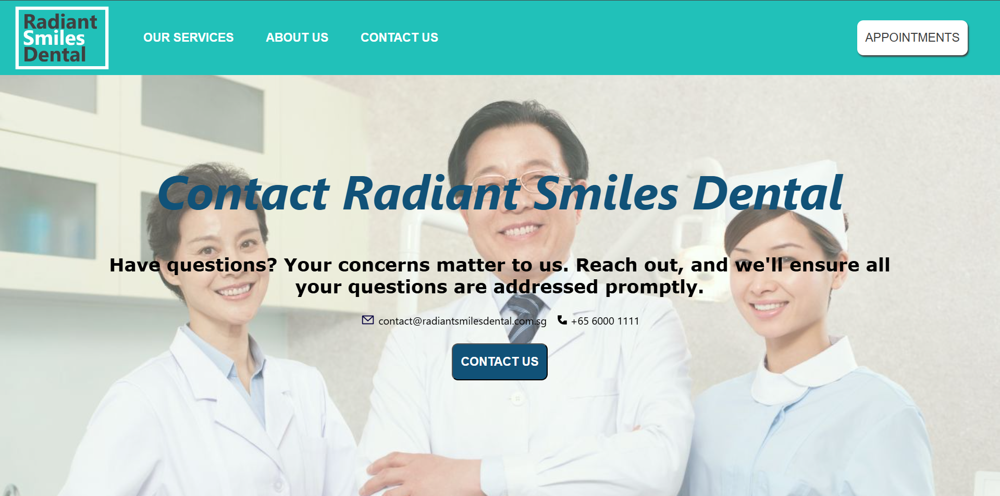 Radiant
Smiles
Dental
OUR SERVICES
ABOUT US
CONTACT US
APPOINTMENTS
Contact Radiant Smiles Dental
Have questions? Your concerns matter to us. Reach out, and we'll ensure all
your questions are addressed promptly.
contact@radiantsmilesdental.com.sg +65 6000 1111
CONTACT US